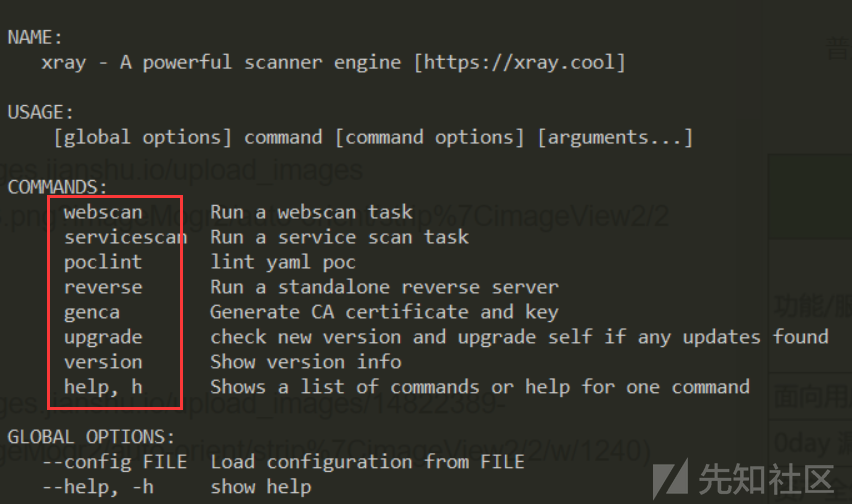 NAME:
xray - A powerful scanner engine [https://xray.cool]
USAGE:
[global options] command [command options] [arguments...]
COMMANDS:
webscan Run a webscan task
servicescan Run a service scan task
poclint lint yaml poc
reverse Run a standalone reverse server
genca Generate CA certificate and key
upgrade check new version and upgrade self if any updates found
version Show version info
help, h Shows a list of commands or help for one command
GLOBAL OPTIONS:
--config FILE Load configuration from FILE
--help, -h show help
先知社区